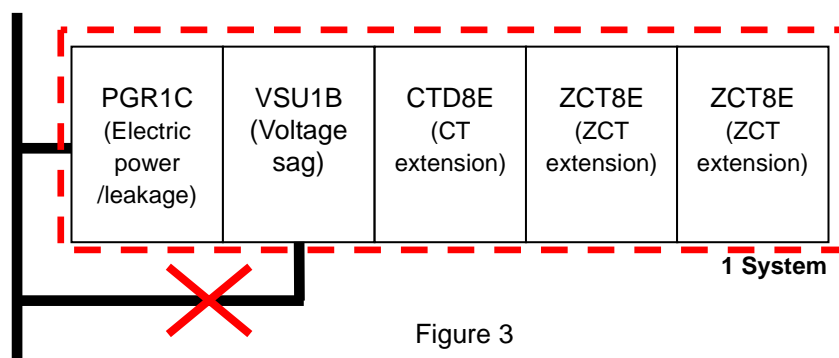 PGR1C
(Electric
power
/leakage)
VSU1B
(Voltage
sag)
CTD8E
(CT
extension)
ZCT8E
(ZCT
extension)
ZCT8E
(ZCT
extension)
1 System
Figure 3